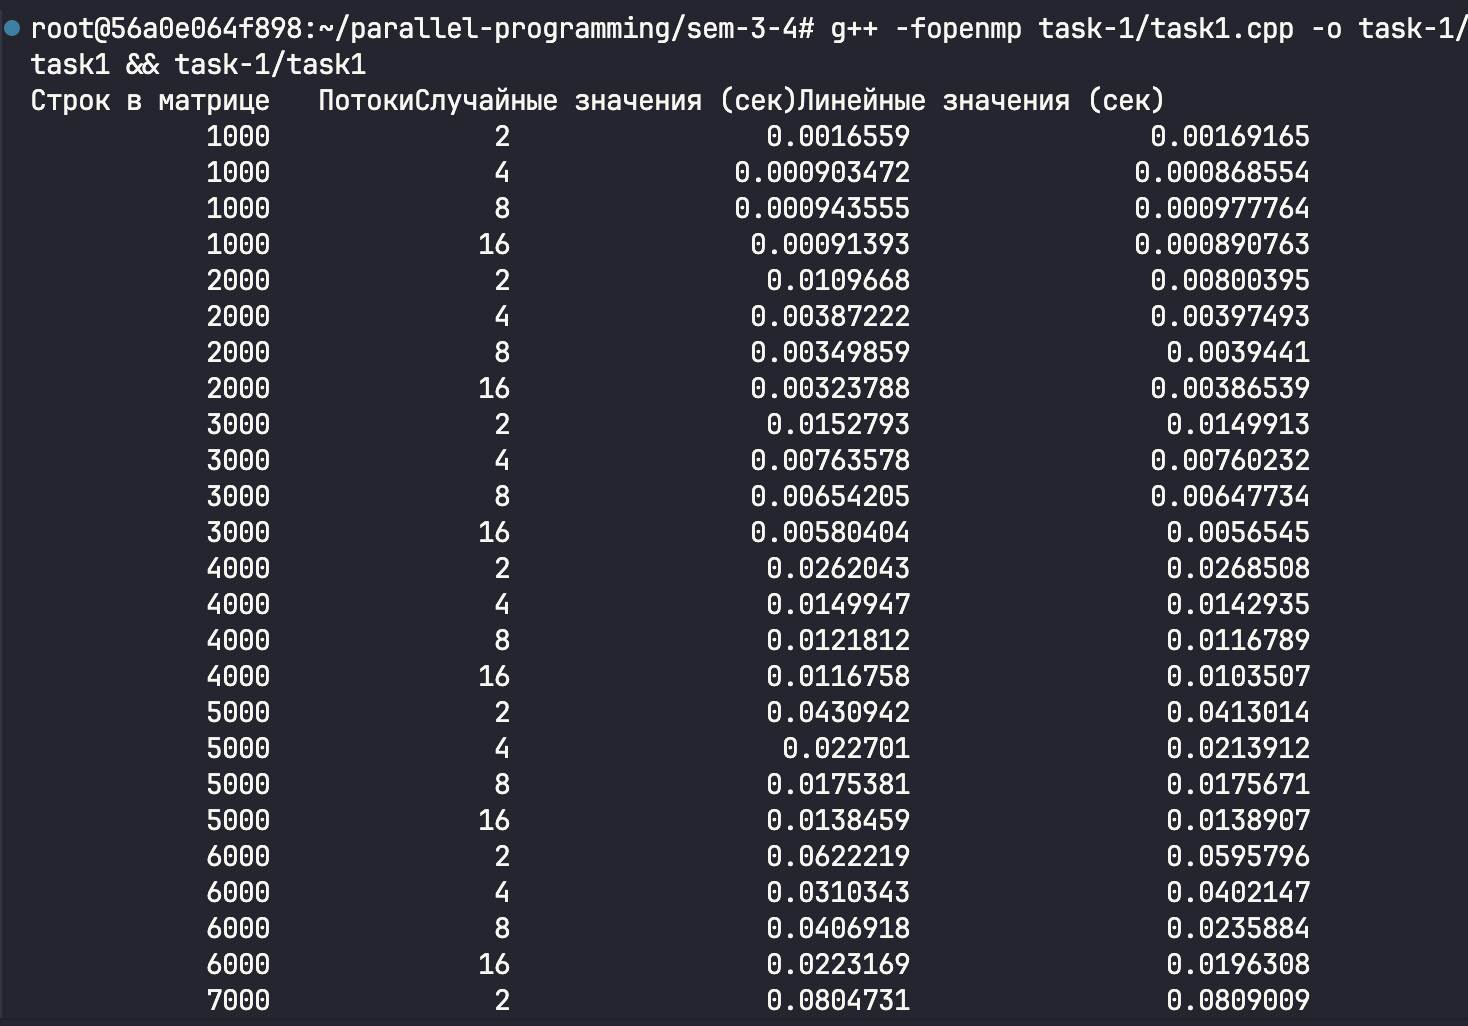 root@56a0e064f898:~/parallel-programming/sem-3-4# g++ -fopenmp task-1/task1.cpp -o task-1/
task1 && task-1/task1
Строк в матрице   ПотокиСлучайные значения (сек)Линейные значения (сек)
1000 2 0.0016559 0.00169165
1000 4 0.000903472 0.000868554
1000 8 0.000943555 0.000977764
1000 16 0.00091393 0.000890763
2000 2 0.0109668 0.00800395
2000 4 0.00387222 0.00397493
2000 8 0.00349859 0.0039441
2000 16 0.00323788 0.00386539
3000 2 0.0152793 0.0149913
3000 4 0.00763578 0.00760232
3000 8 0.00654205 0.00647734
3000 16 0.00580404 0.0056545
4000 2 0.0262043 0.0268508
4000 4 0.0149947 0.0142935
4000 8 0.0121812 0.0116789
4000 16 0.0116758 0.0103507
5000 2 0.0430942 0.0413014
5000 4 0.022701 0.0213912
5000 8 0.0175381 0.0175671
5000 16 0.0138459 0.0138907
6000 2 0.0622219 0.0595796
6000 4 0.0310343 0.0402147
6000 8 0.0406918 0.0235884
6000 16 0.0223169 0.0196308
7000 2 0.0804731 0.0809009